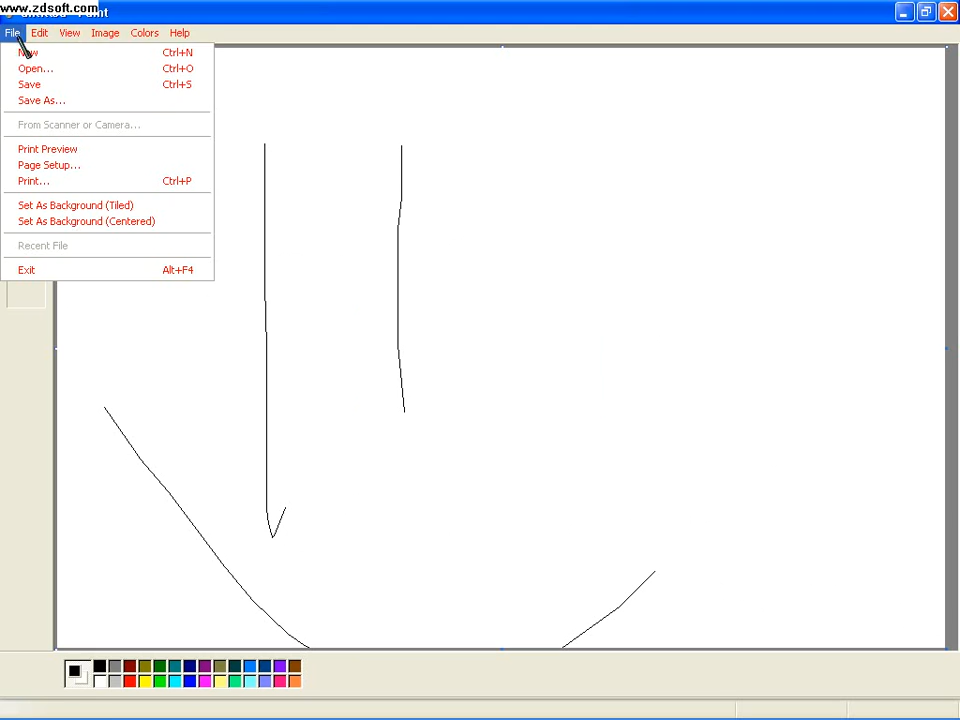 www.zdsoft.com
File Edit View Image Colors Help
New Ctrl+N
Open... Ctrl+O
Save Ctrl+S
Save As...
From Scanner or Camera...
Print Preview
Page Setup...
Print... Ctrl+P
Set As Background (Tiled)
Set As Background (Centered)
Recent File
Exit Alt+F4